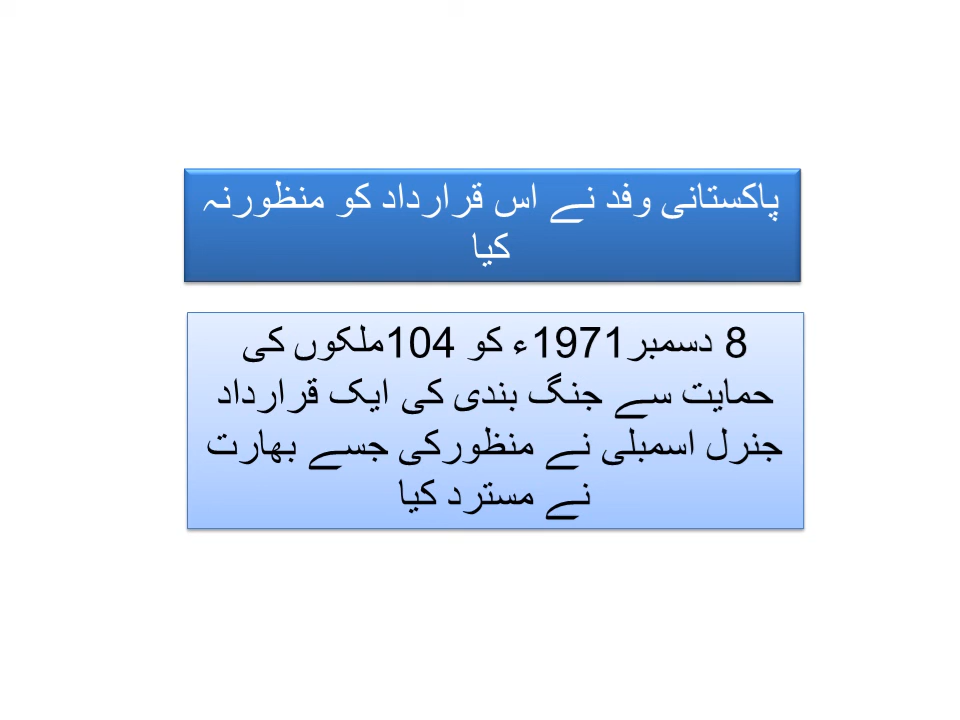 پاکستانی وفد نے اس قرارداد کو منظورنہ
کیا
8 دسمبر1971ء کو 104ملکوں کی
حمایت سے جنگ بندی کی ایک قرارداد
جنرل اسمبلی نے منظورکی جسے بھارت
نے مسترد کیا